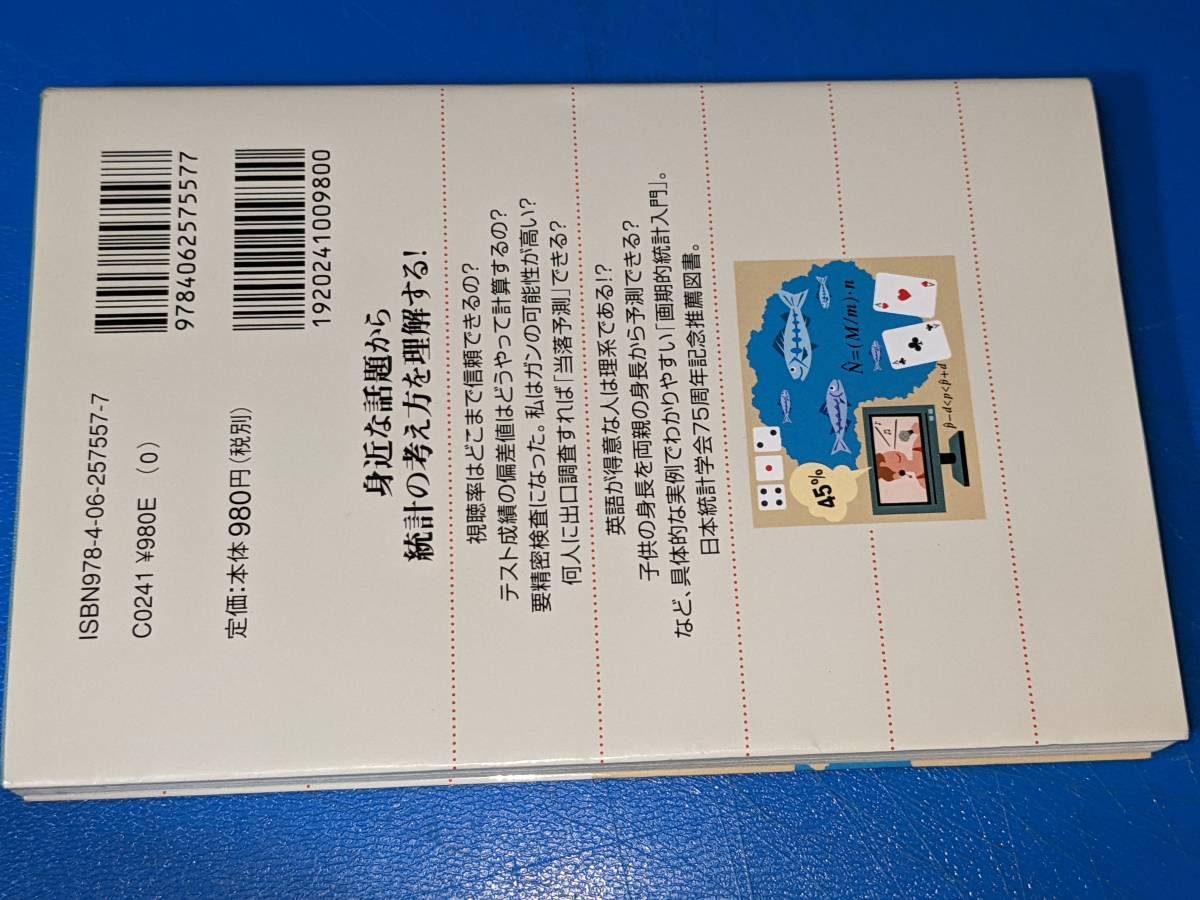 9784062575577
1920241009800
ISBN978-4-06-257557-7
C0241 ¥980E (0)
定価:本体980円(税別)
身近な話題から
統計の考え方を理解する!
視聴率はどこまで信頼できるの?
テスト成績の偏差値はどうやって計算するの?
要精密検査になった。私はガンの可能性が高い?
何人に出口調査すれば「当落予測」できる?
英語が得意な人は理系である!?
子供の身長を両親の身長から予測できる?
など、具体的な実例でわかりやすい「画期的統計入門」。
日本統計学会75周年記念推薦図書。
N̂=(M/m)·n
A
A
45%
p̂−d<p<p̂+d